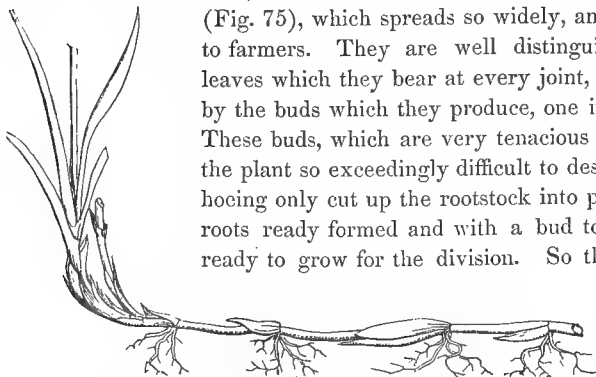 (Fig. 75), which spreads so widely, an
to farmers. They are well distingui
leaves which they bear at every joint,
by the buds which they produce, one i
These buds, which are very tenacious
the plant so exceedingly difficult to des
hocing only cut up the rootstock into p
roots ready formed and with a bud to
ready to grow for the division. So th